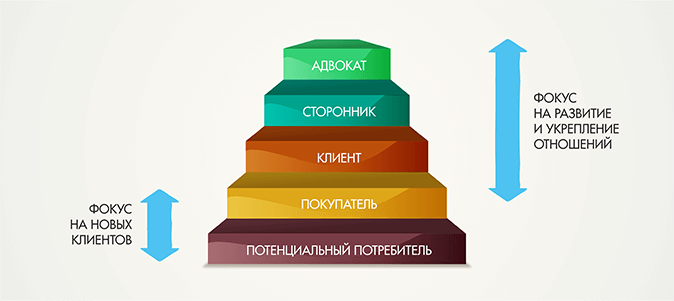 АДВОКАТ
СТОРОННИК
КЛИЕНТ
ПОКУПАТЕЛЬ
ПОТЕНЦИАЛЬНЫЙ ПОТРЕБИТЕЛЬ
ФОКУС
НА НОВЫХ
КЛИЕНТОВ
ФОКУС
НА РАЗВИТИЕ
И УКРЕПЛЕНИЕ
ОТНОШЕНИЙ